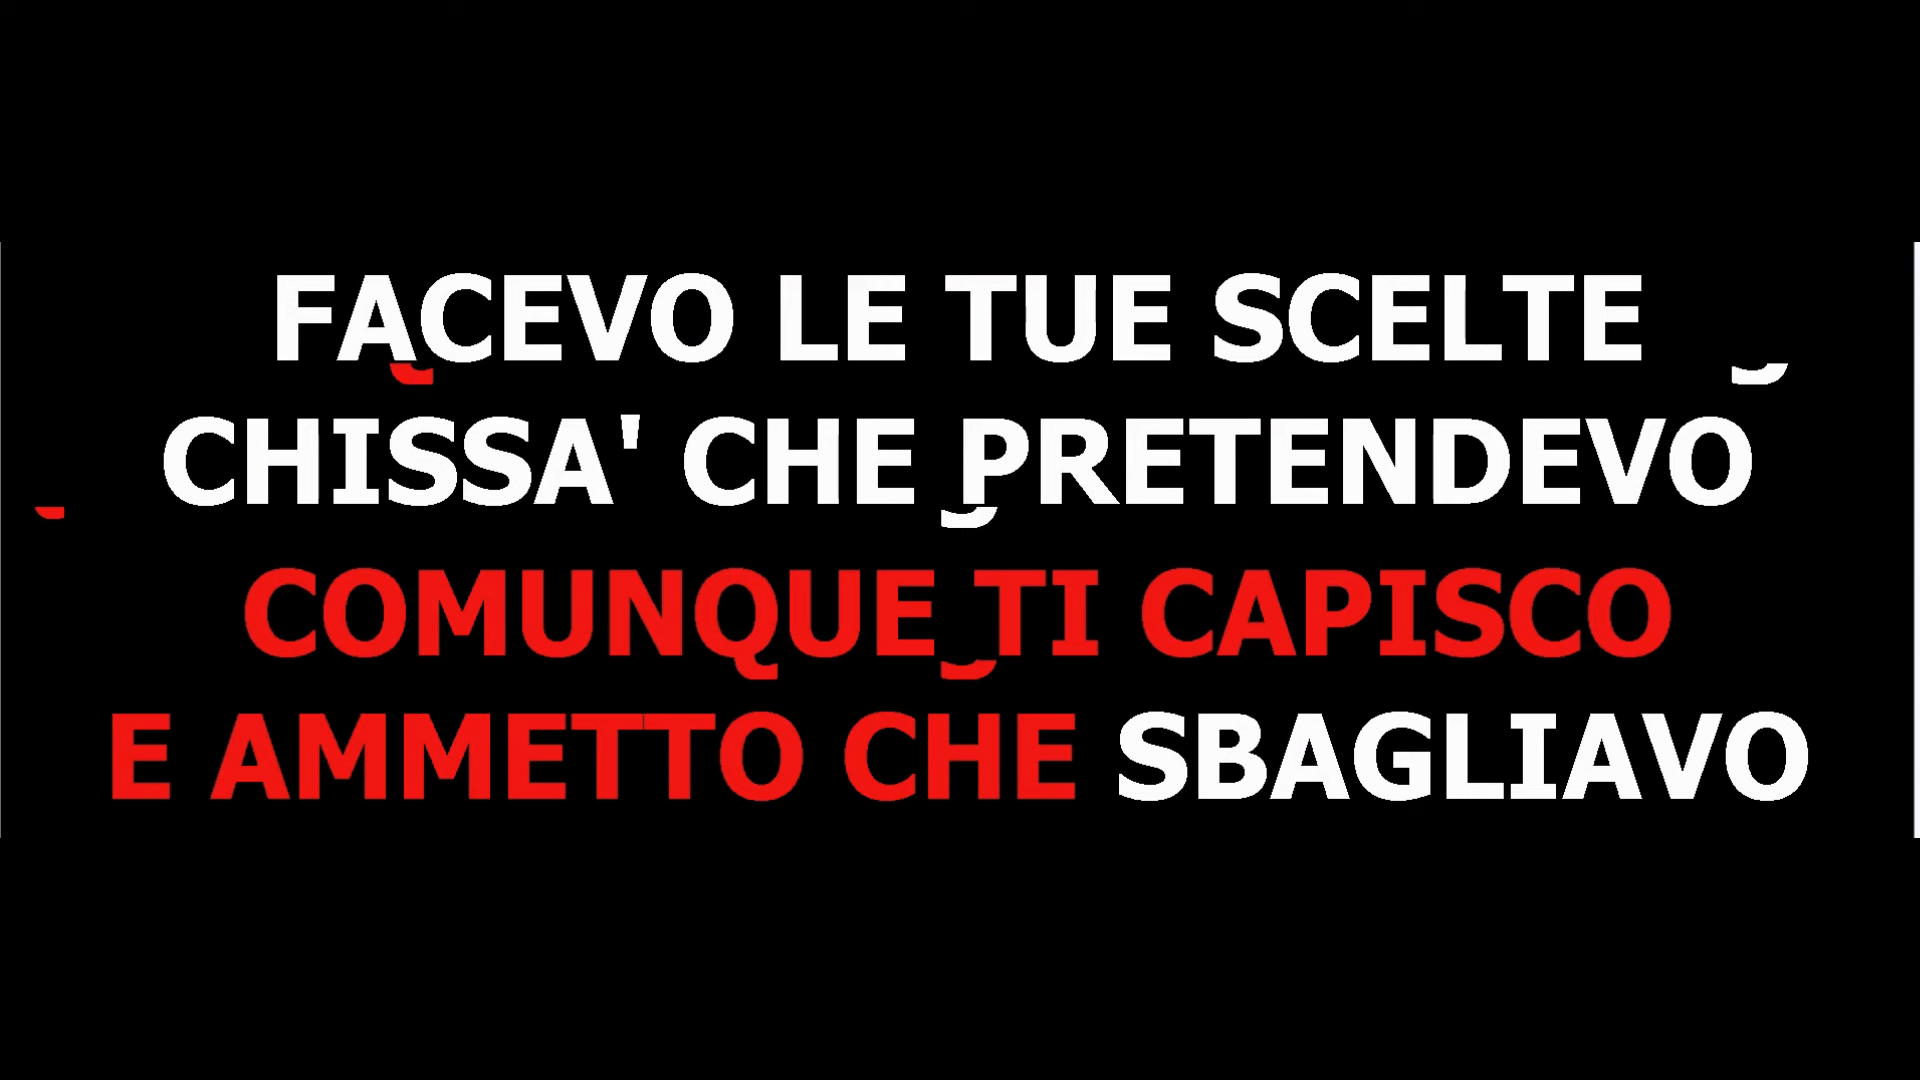 FACEVO LE TUE SCELTE
CHISSA' CHE PRETENDEVO
COMUNQUE TI CAPISCO
E AMMETTO CHE SBAGLIAVO